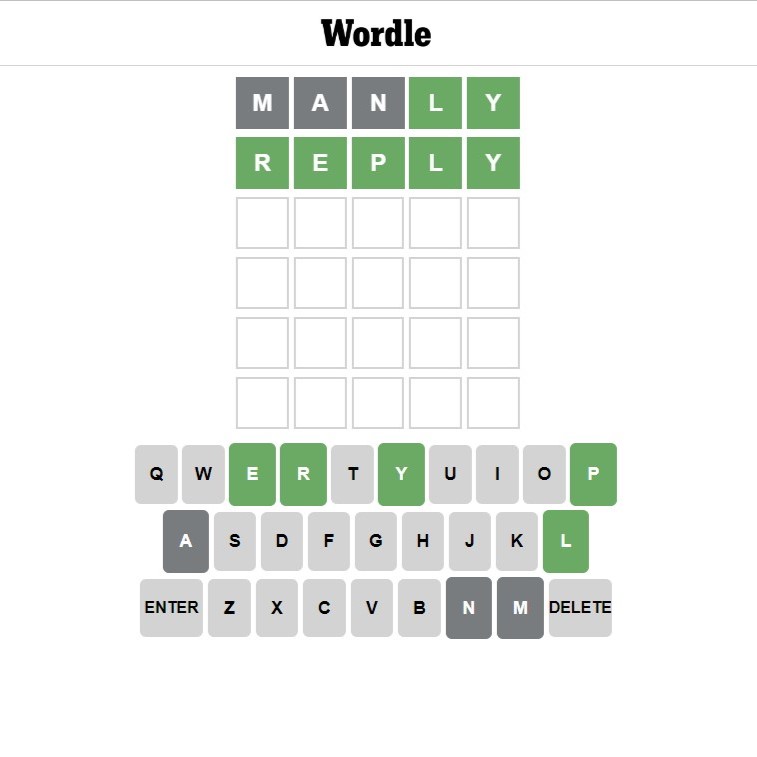 Wordle
M A N L Y
R E P L Y
Q W E R T Y U I O P
A S D F G H J K L
ENTER Z X C V B N M DELETE